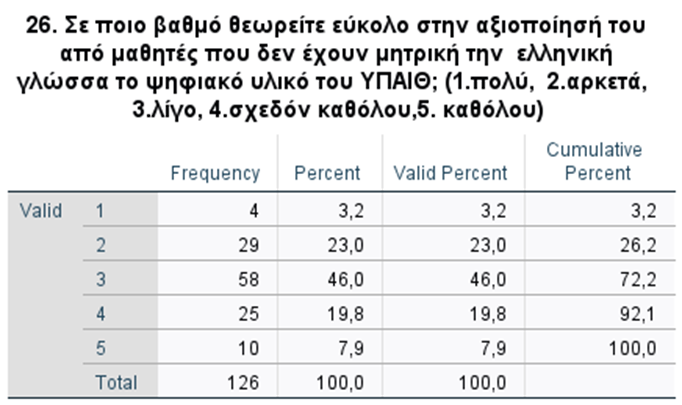 26. Σε ποιο βαθμό θεωρείτε εύκολο στην αξιοποίησή του
από μαθητές που δεν έχουν μητρική την ελληνική
γλώσσα το ψηφιακό υλικό του ΥΠΑΙΘ; (1.πολύ, 2.αρκετά,
3.λίγο, 4.σχεδόν καθόλου,5. καθόλου)
Frequency Percent Valid Percent Cumulative Percent
Valid 1 4 3,2 3,2 3,2
2 29 23,0 23,0 26,2
3 58 46,0 46,0 72,2
4 25 19,8 19,8 92,1
5 10 7,9 7,9 100,0
Total 126 100,0 100,0